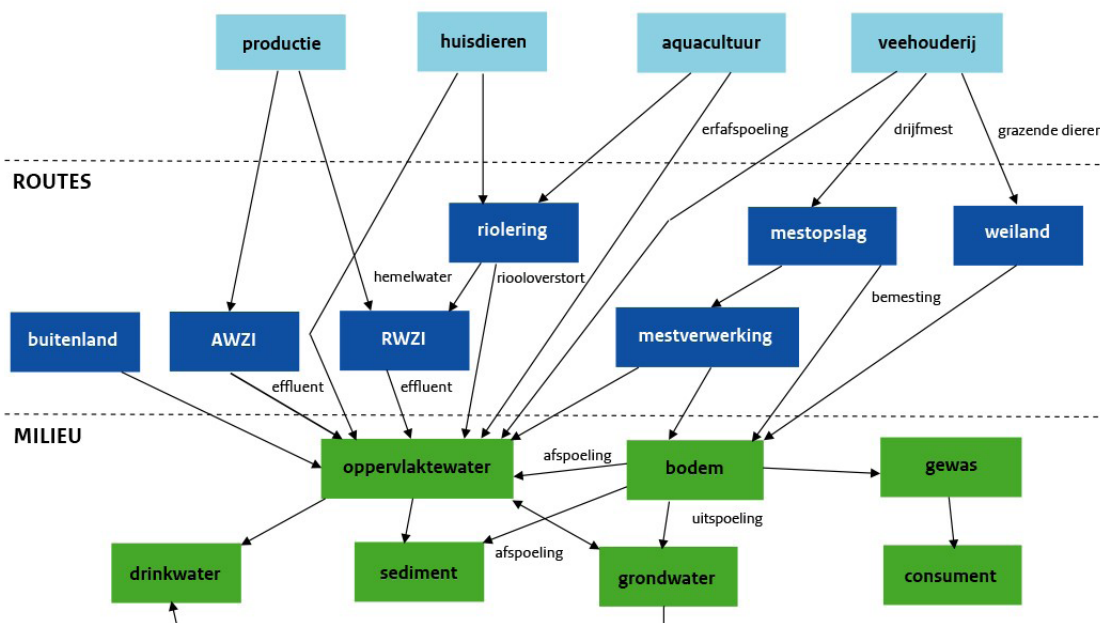 productie
huisdieren
aquacultuur
veehouderij
erfafspoeling
drijfmest
grazende dieren
ROUTES
riolering
mestopslag
weiland
hemelwater
riooloverstort
bemesting
buitenland
AWZI
RWZI
mestverwerking
effluent
effluent
MILIEU
oppervlaktewater
afspoeling
bodem
gewas
uitspoeling
afspoeling
drinkwater
sediment
grondwater
consument